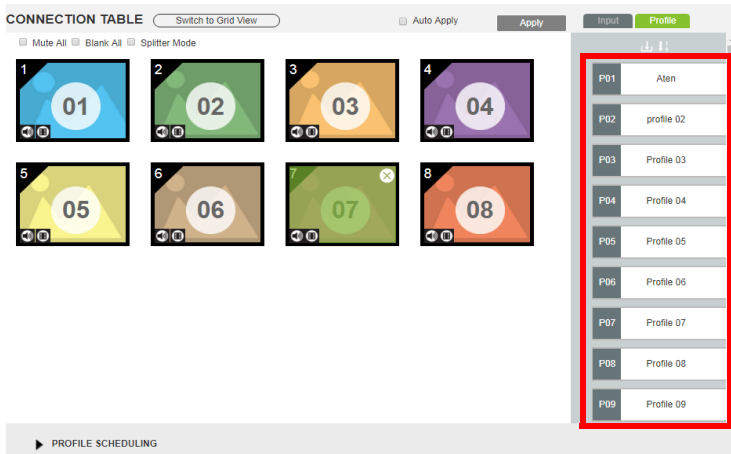 CONNECTION TABLE Switch to Grid View Auto Apply Apply Input Profile
Mute All Blank All Splitter Mode
1 2 3 4
01 02 03 04
5 6 7 8
05 06 07 08
P01 Aten
P02 profile 02
P03 Profile 03
P04 Profile 04
P05 Profile 05
P06 Profile 06
P07 Profile 07
P08 Profile 08
P09 Profile 09
PROFILE SCHEDULING